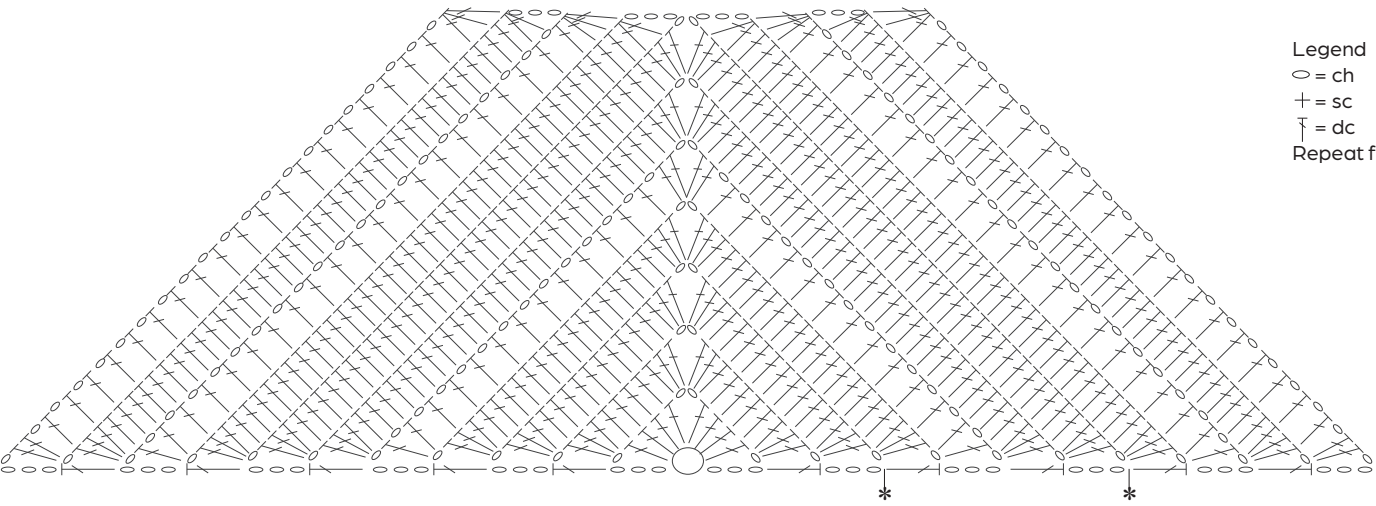 Legend
= ch
= sc
= dc
Repeat f
* *